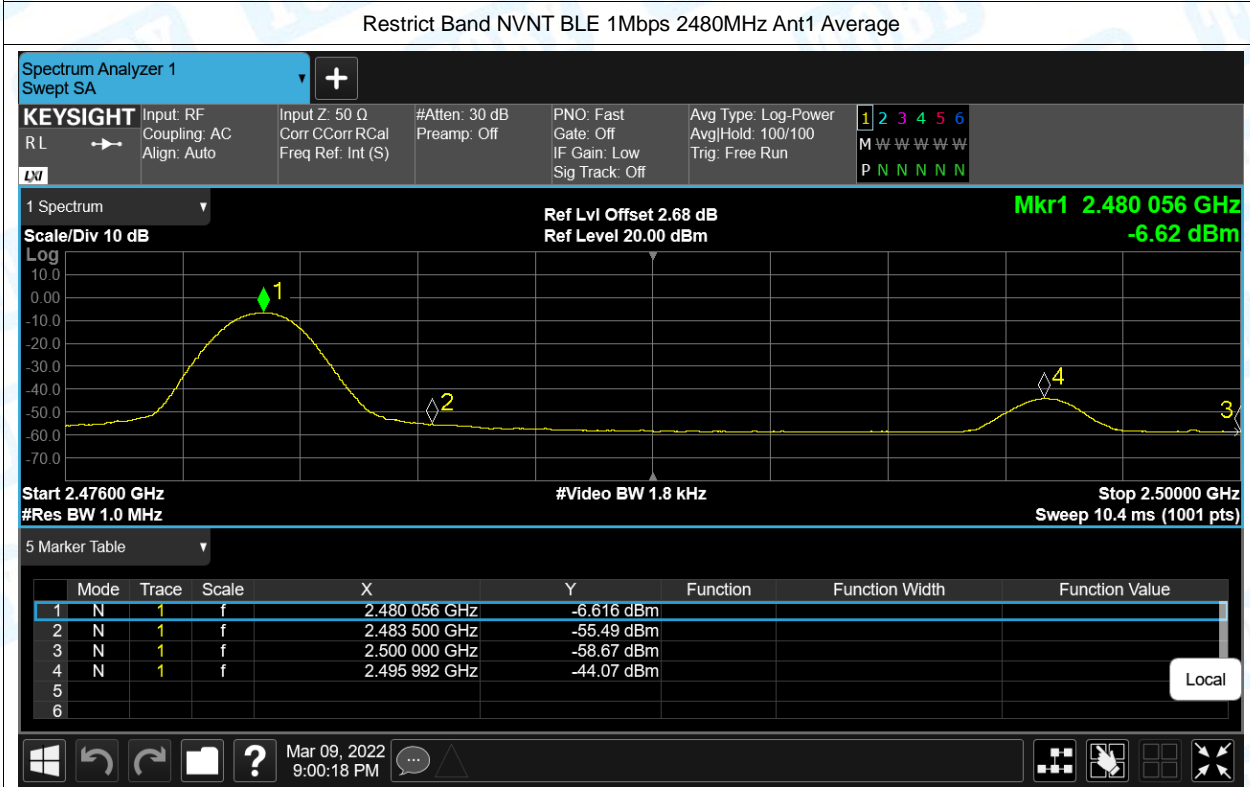 Restrict Band NVNT BLE 1Mbps 2480MHz Ant1 Average
Spectrum Analyzer 1
Swept SA
KEYSIGHT
RL
LXI
Input: RF
Coupling: AC
Align: Auto
Input Z: 50 Ω
Corr CCorr RCal
Freq Ref: Int (S)
#Atten: 30 dB
Preamp: Off
PNO: Fast
Gate: Off
IF Gain: Low
Sig Track: Off
Avg Type: Log-Power
Avg|Hold: 100/100
Trig: Free Run
1 2 3 4 5 6
M W W W W W
P N N N N N
1 Spectrum
Scale/Div 10 dB
Ref Lvl Offset 2.68 dB
Ref Level 20.00 dBm
Mkr1 2.480 056 GHz
-6.62 dBm
Log
10.0
0.00
-10.0
-20.0
-30.0
-40.0
-50.0
-60.0
-70.0
1
2
4
3
Start 2.47600 GHz
#Res BW 1.0 MHz
#Video BW 1.8 kHz
Stop 2.50000 GHz
Sweep 10.4 ms (1001 pts)
5 Marker Table
Mode Trace Scale X Y Function Function Width Function Value
1 N 1 f 2.480 056 GHz -6.616 dBm
2 N 1 f 2.483 500 GHz -55.49 dBm
3 N 1 f 2.500 000 GHz -58.67 dBm
4 N 1 f 2.495 992 GHz -44.07 dBm
5
6
Local
?
Mar 09, 2022
9:00:18 PM